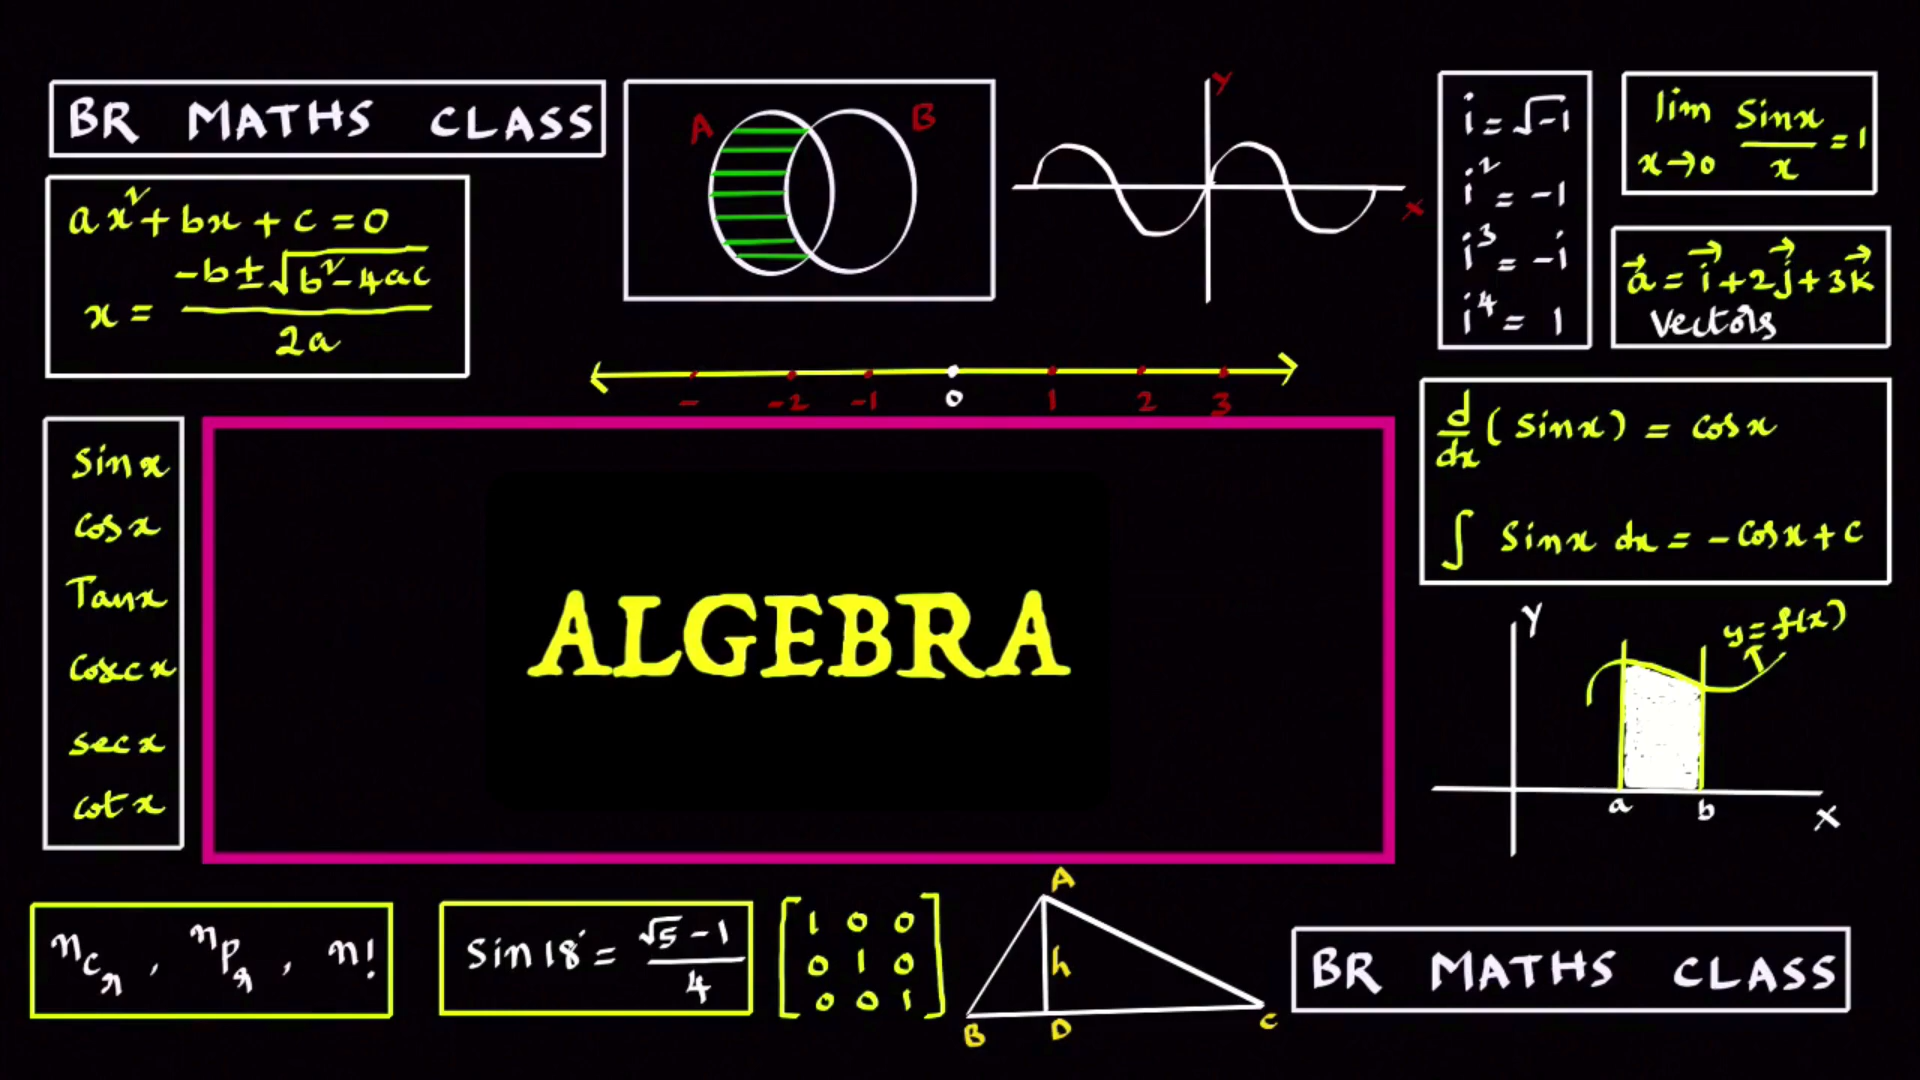 BR MATHS CLASS
ax²+bx+c=0
x = (-b±√(b²-4ac))/2a
A B
Y
X
i=√-1
i²=-1
i³=-i
i⁴=1
lim x→0 Sinx/x =1
a⃗=i⃗+2j⃗+3k⃗
Vectors
- -2 -1 0 1 2 3
Sinx
Cosx
Tanx
Cosecx
secx
cotx
ALGEBRA
d/dx (Sinx) = Cosx
∫ Sinx dx = -Cosx+c
Y
y=f(x)
a b X
nCr, nPr, n!
Sin18°= (√5-1)/4
1 0 0
0 1 0
0 0 1
A
h
B D C
BR MATHS CLASS